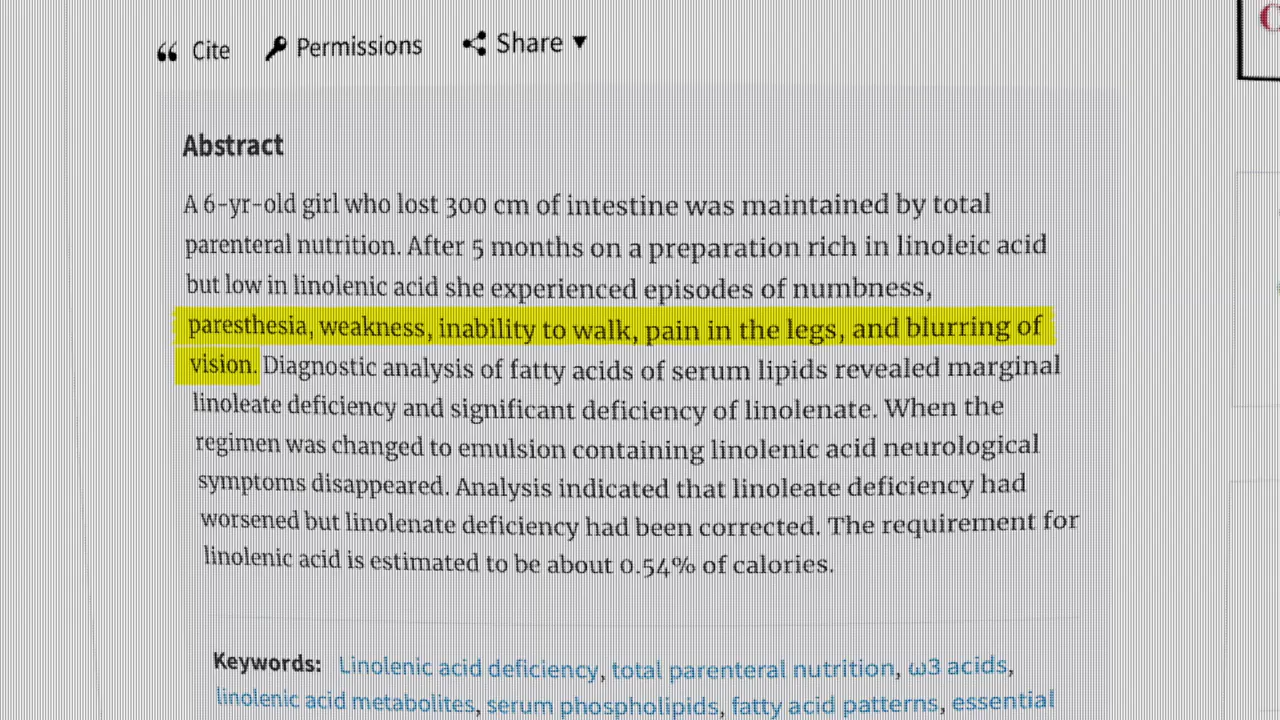 Cite Permissions Share
Abstract
A 6-yr-old girl who lost 300 cm of intestine was maintained by total
parenteral nutrition. After 5 months on a preparation rich in linoleic acid
but low in linolenic acid she experienced episodes of numbness,
paresthesia, weakness, inability to walk, pain in the legs, and blurring of
vision. Diagnostic analysis of fatty acids of serum lipids revealed marginal
linoleate deficiency and significant deficiency of linolenate. When the
regimen was changed to emulsion containing linolenic acid neurological
symptoms disappeared. Analysis indicated that linoleate deficiency had
worsened but linolenate deficiency had been corrected. The requirement for
linolenic acid is estimated to be about 0.54% of calories.
Keywords: Linolenic acid deficiency, total parenteral nutrition, ω3 acids,
linolenic acid metabolites, serum phospholipids, fatty acid patterns, essential